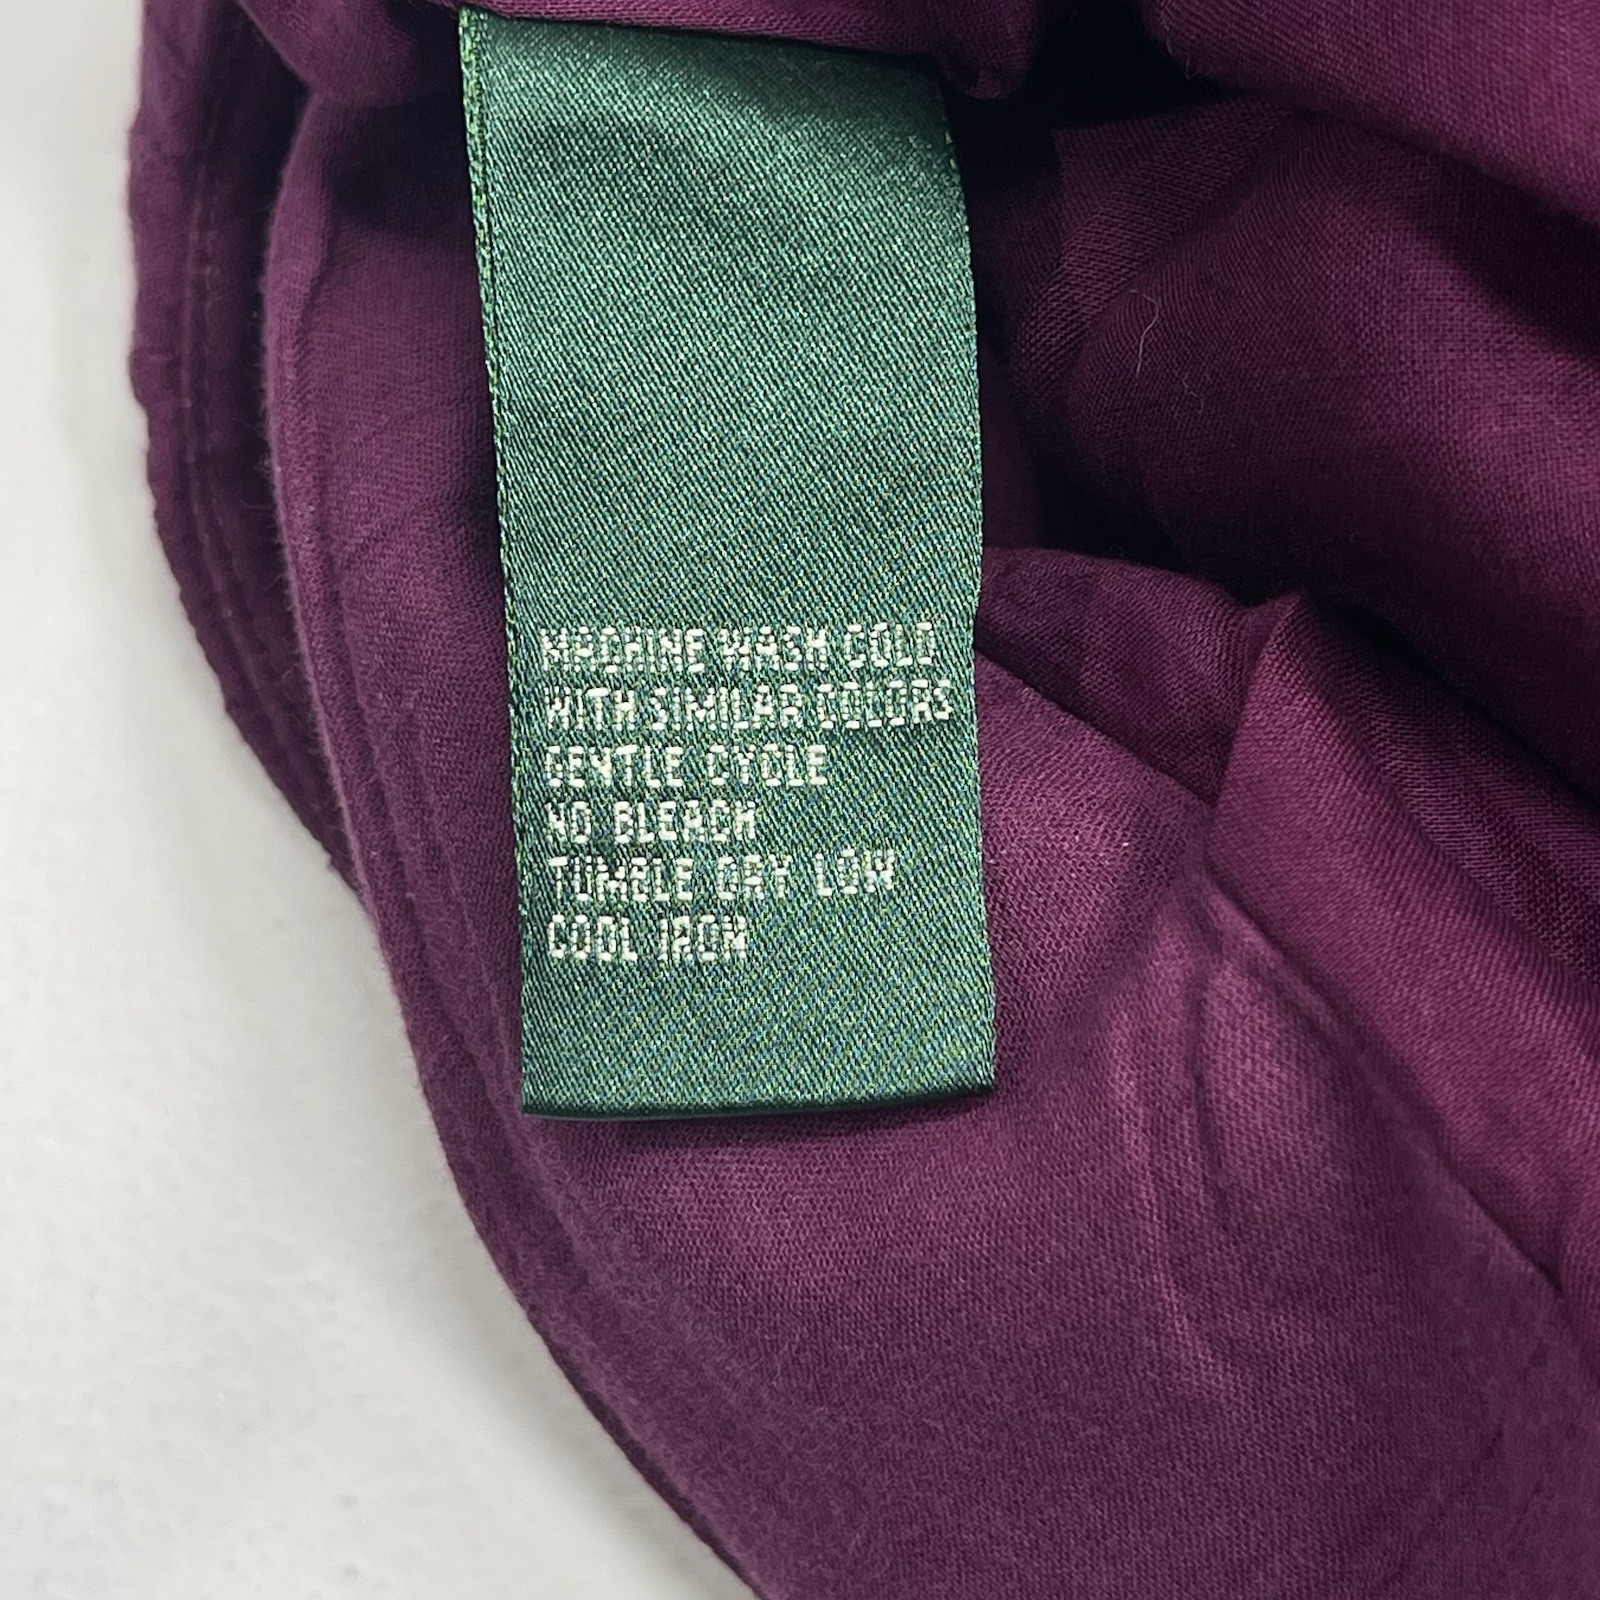 MACHINE WASH COLD
WITH SIMILAR COLORS
GENTLE CYCLE
NO BLEACH
TUMBLE DRY LOW
COOL IRON